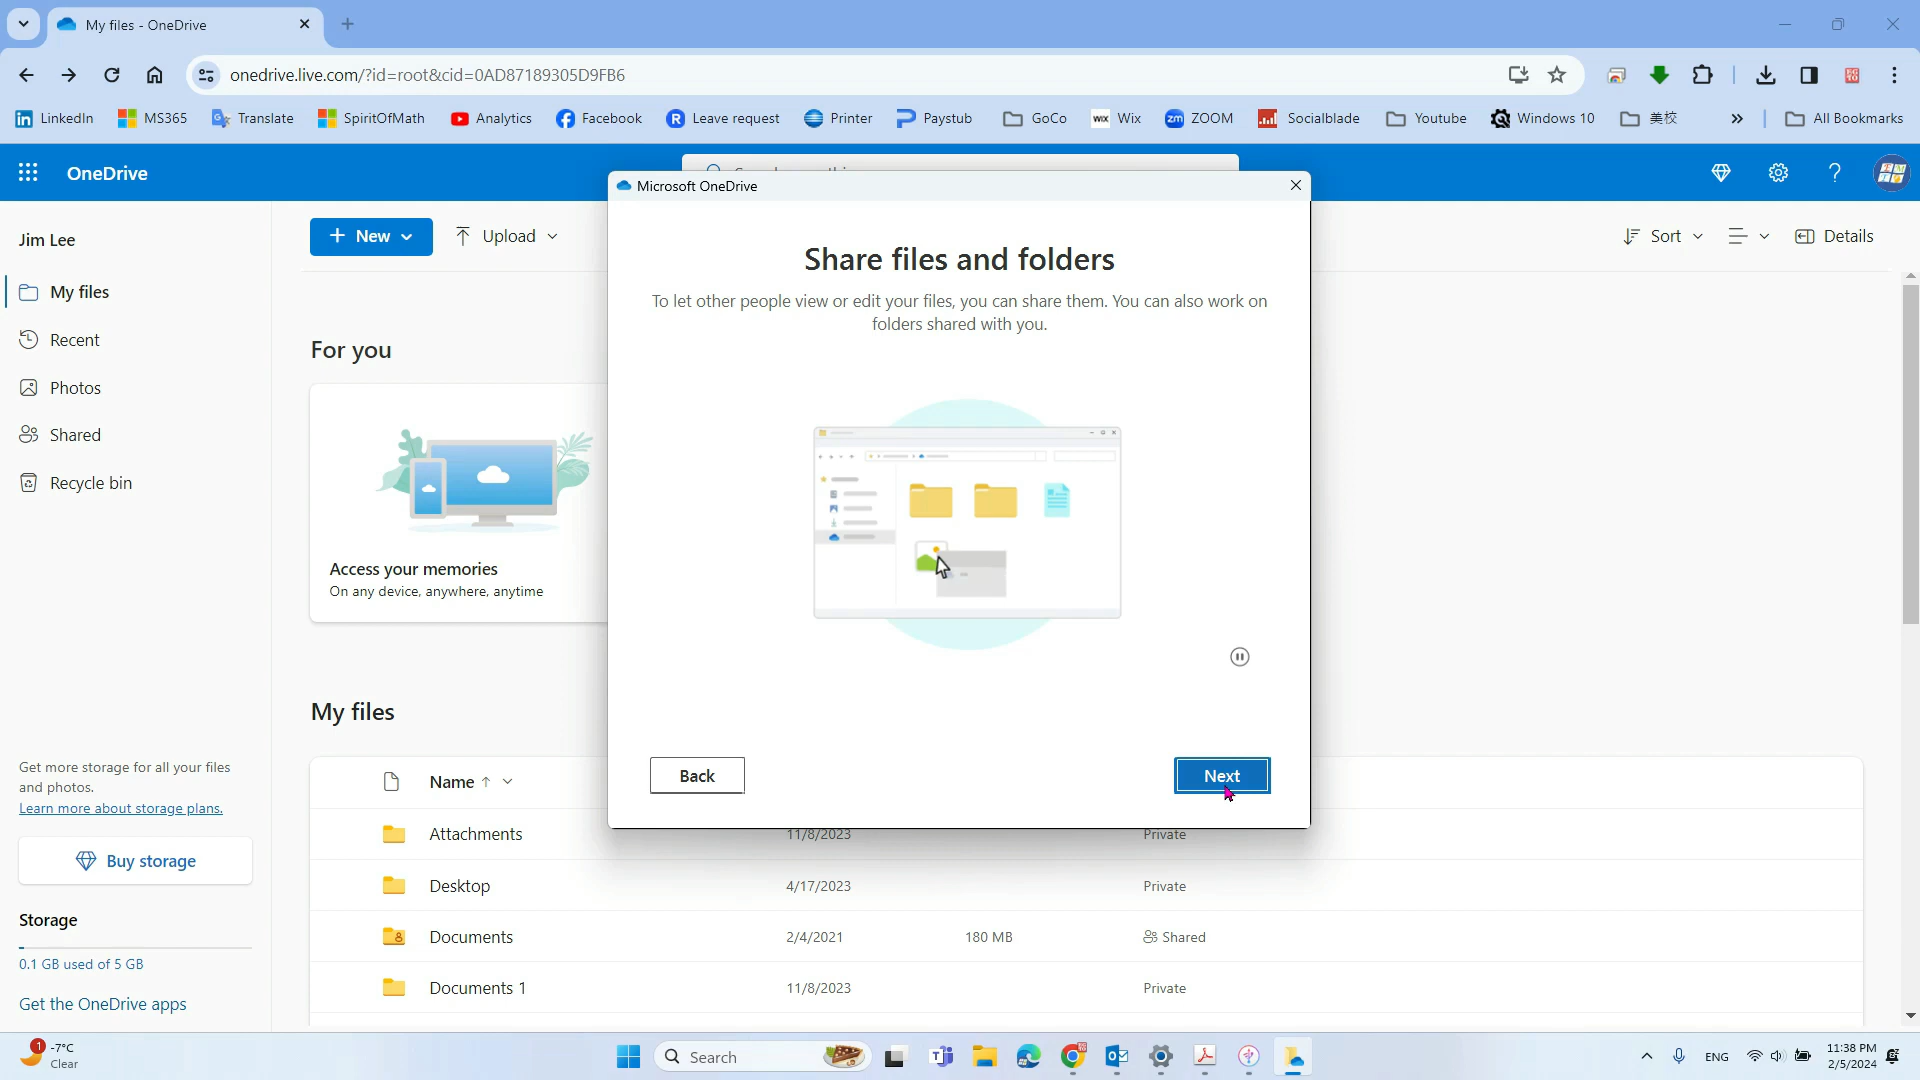 My files - OneDrive
onedrive.live.com/?id=root&cid=0AD87189305D9FB6
LinkedIn MS365 Translate SpiritOfMath Analytics Facebook Leave request Printer Paystub GoCo Wix ZOOM Socialblade Youtube Windows 10 美校 » All Bookmarks
OneDrive
Microsoft OneDrive
Jim Lee
New
Upload
Sort
Details
My files
Recent
Photos
Shared
Recycle bin
Get more storage for all your files
and photos.
Learn more about storage plans.
Buy storage
Storage
0.1 GB used of 5 GB
Get the OneDrive apps
For you
Access your memories
On any device, anywhere, anytime
Share files and folders
To let other people view or edit your files, you can share them. You can also work on
folders shared with you.
Back
Next
My files
Name
Attachments 11/8/2023 Private
Desktop 4/17/2023 Private
Documents 2/4/2021 180 MB Shared
Documents 1 11/8/2023 Private
1
-7°C
Clear
Search
ENG
11:38 PM
2/5/2024